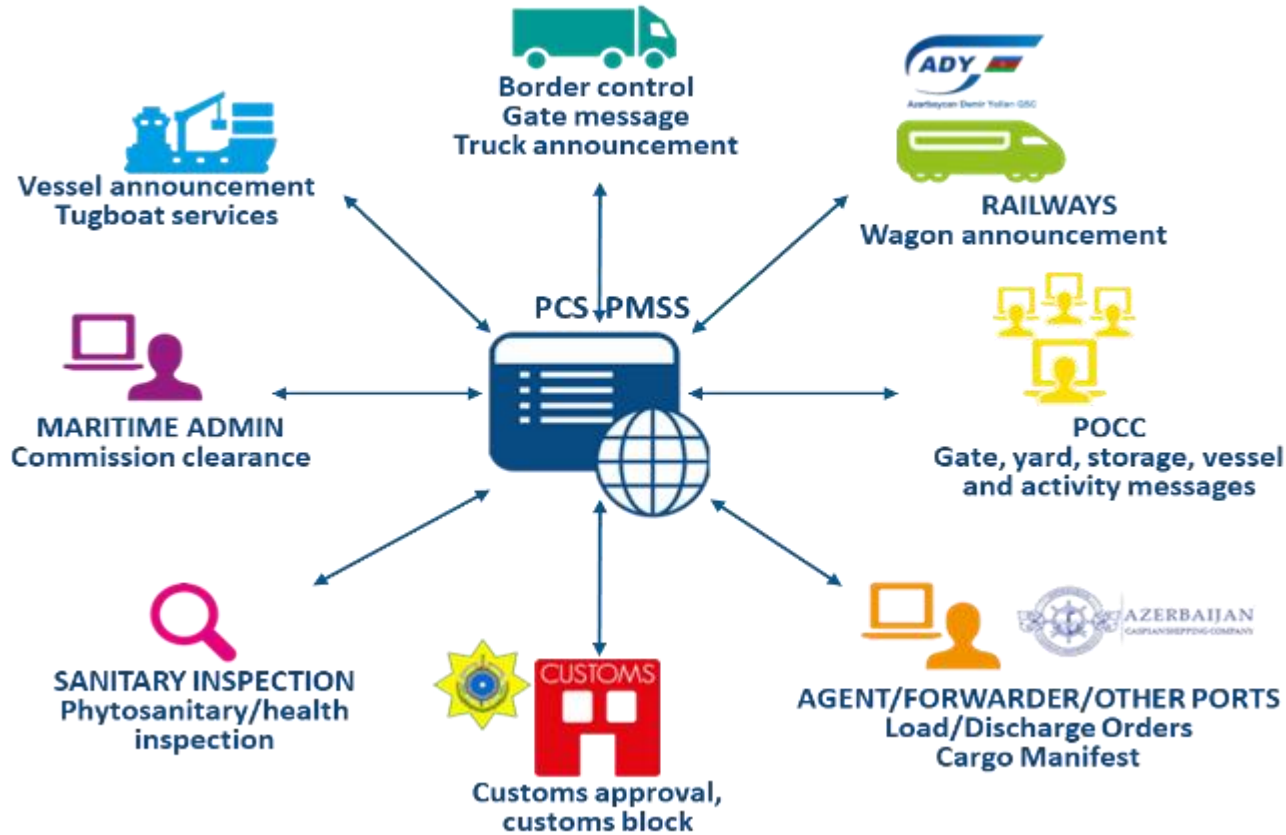 ADY
Azərbaycan Dəmir Yolları QSC
Border control
Gate message
Truck announcement
Vessel announcement
Tugboat services
RAILWAYS
Wagon announcement
PCS PMSS
MARITIME ADMIN
Commission clearance
POCC
Gate, yard, storage, vessel
and activity messages
SANITARY INSPECTION
Phytosanitary/health
inspection
CUSTOMS
Customs approval,
customs block
AZERBAIJAN
CASPIAN SHIPPING COMPANY
AGENT/FORWARDER/OTHER PORTS
Load/Discharge Orders
Cargo Manifest